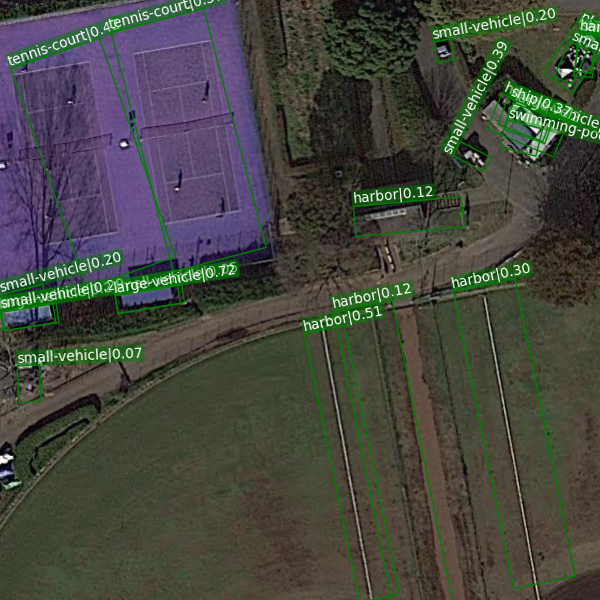 tennis-court|0.4
tennis-court|0.5
small-vehicle|0.20
small-vehicle|0.39
ship|0.37
swimming-po
harbor|0.12
small-vehicle|0.20
small-vehicle|0.2
large-vehicle|0.72
harbor|0.30
harbor|0.12
harbor|0.51
small-vehicle|0.07